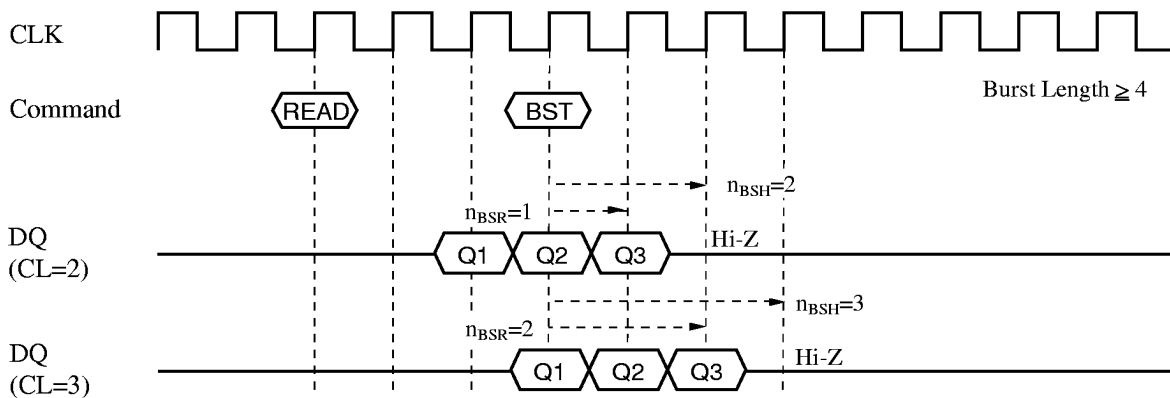 CLK
Command
READ
BST
Burst Length ≧ 4
nBSH=2
nBSR=1
DQ
(CL=2)
Q1
Q2
Q3
Hi-Z
nBSH=3
nBSR=2
DQ
(CL=3)
Q1
Q2
Q3
Hi-Z